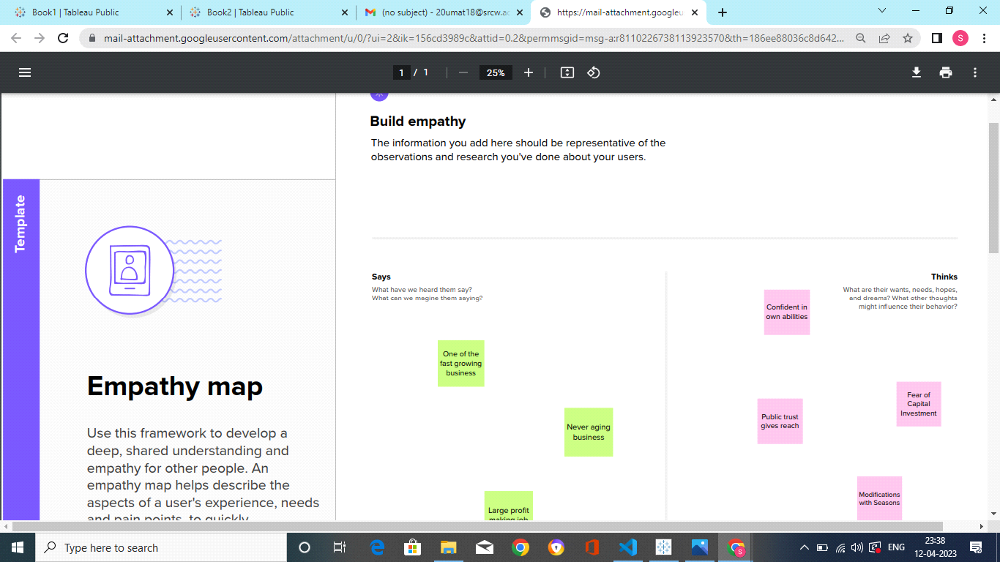 Book1 | Tableau Public
Book2 | Tableau Public
(no subject) - 20umat18@srcw.ac
https://mail-attachment.googleu
mail-attachment.googleusercontent.com/attachment/u/0/?ui=2&ik=156cd3989c&attid=0.2&permmsgid=msg-a:r8110226738113923570&th=186ee88036c8d642...
S
1 / 1
25%
Build empathy
The information you add here should be representative of the
observations and research you've done about your users.
Template
Empathy map
Use this framework to develop a
deep, shared understanding and
empathy for other people. An
empathy map helps describe the
aspects of a user's experience, needs
and pain points, to quickly
Says
What have we heard them say?
What can we magine them saying?
One of the
fast growing
business
Never aging
business
Large profit
making job
Thinks
What are their wants, needs, hopes,
and dreams? What other thoughts
might influence their behavior?
Confident in
own abilities
Fear of
Capital
Investment
Public trust
gives reach
Modifications
with Seasons
Type here to search
S
ENG
23:38
12-04-2023